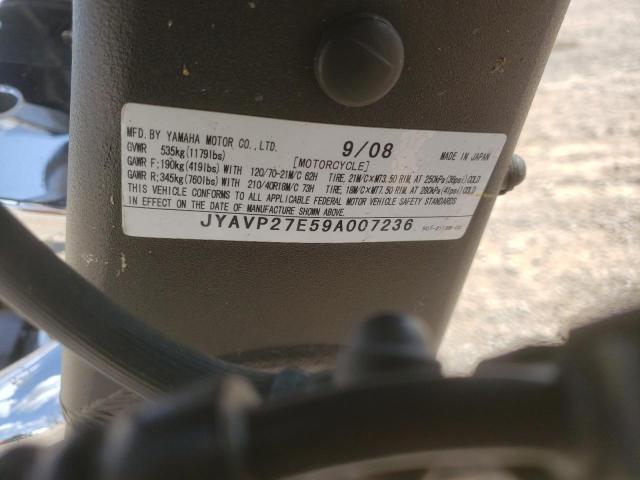 MFD. BY YAMAHA MOTOR CO., LTD. 9/08 MADE IN JAPAN
GVWR 535kg(1179lbs) [MOTORCYCLE]
GAWR F:190kg(419lbs) WITH 120/70-21M/C 62H TIRE, 21M/C×MT3.50 RIM, AT 250kPa(36psi)COLD
GAWR R:345kg(760lbs) WITH 210/40R18M/C 73H TIRE, 18M/C×MT7.50 RIM, AT 280kPa(41psi)COLD
THIS VEHICLE CONFORMS TO ALL APPLICABLE FEDERAL MOTOR VEHICLE SAFETY STANDARDS
IN EFFECT ON THE DATE OF MANUFACTURE SHOWN ABOVE.
JYAVP27E59A007236